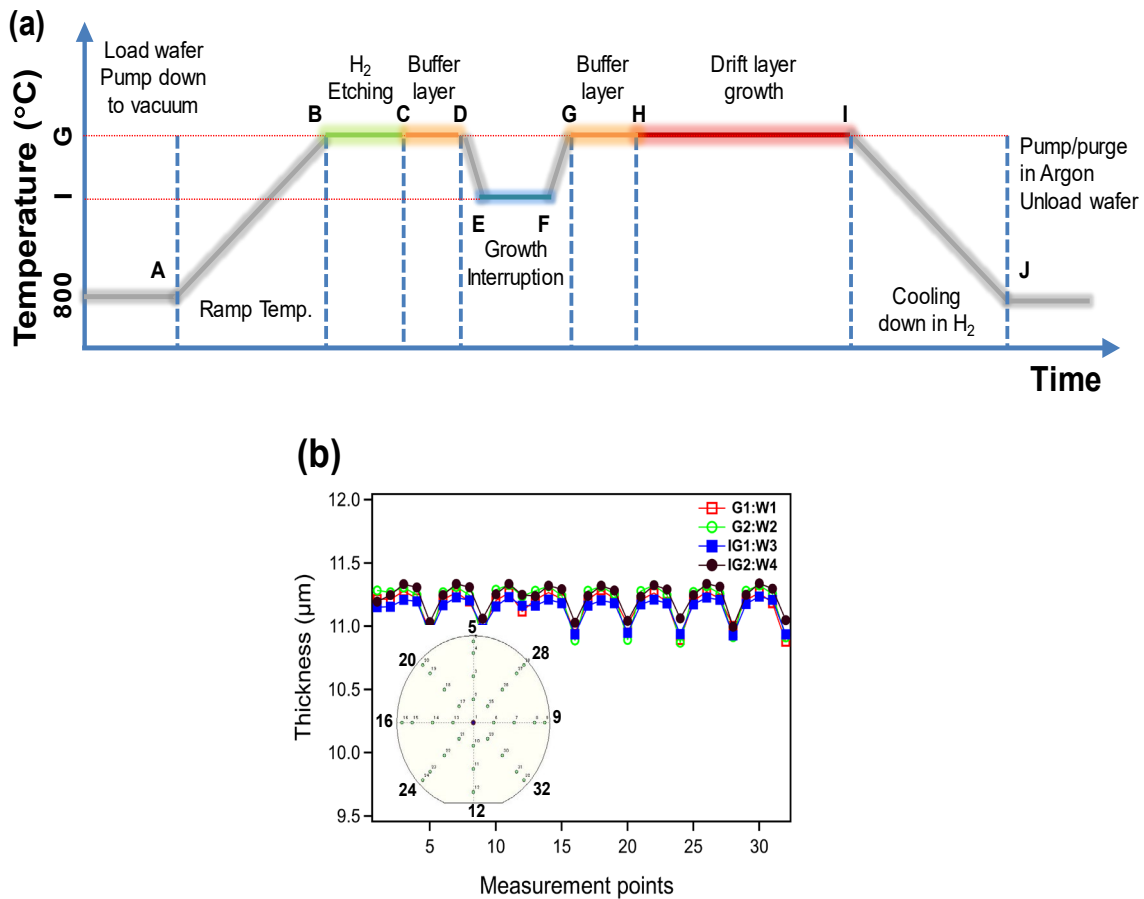 (a)
Load wafer
Pump down
to vacuum
H2
Etching
Buffer
layer
Buffer
layer
Drift layer
growth
B
C
D
G
H
I
Temperature (°C)
G
I
800
A
E
F
J
Ramp Temp.
Growth
Interruption
Cooling
down in H2
Pump/purge
in Argon
Unload wafer
Time
(b)
12.0
11.5
11.0
10.5
10.0
9.5
Thickness (µm)
G1:W1
G2:W2
IG1:W3
IG2:W4
5
20
28
16
9
24
32
12
5
10
15
20
25
30
Measurement points